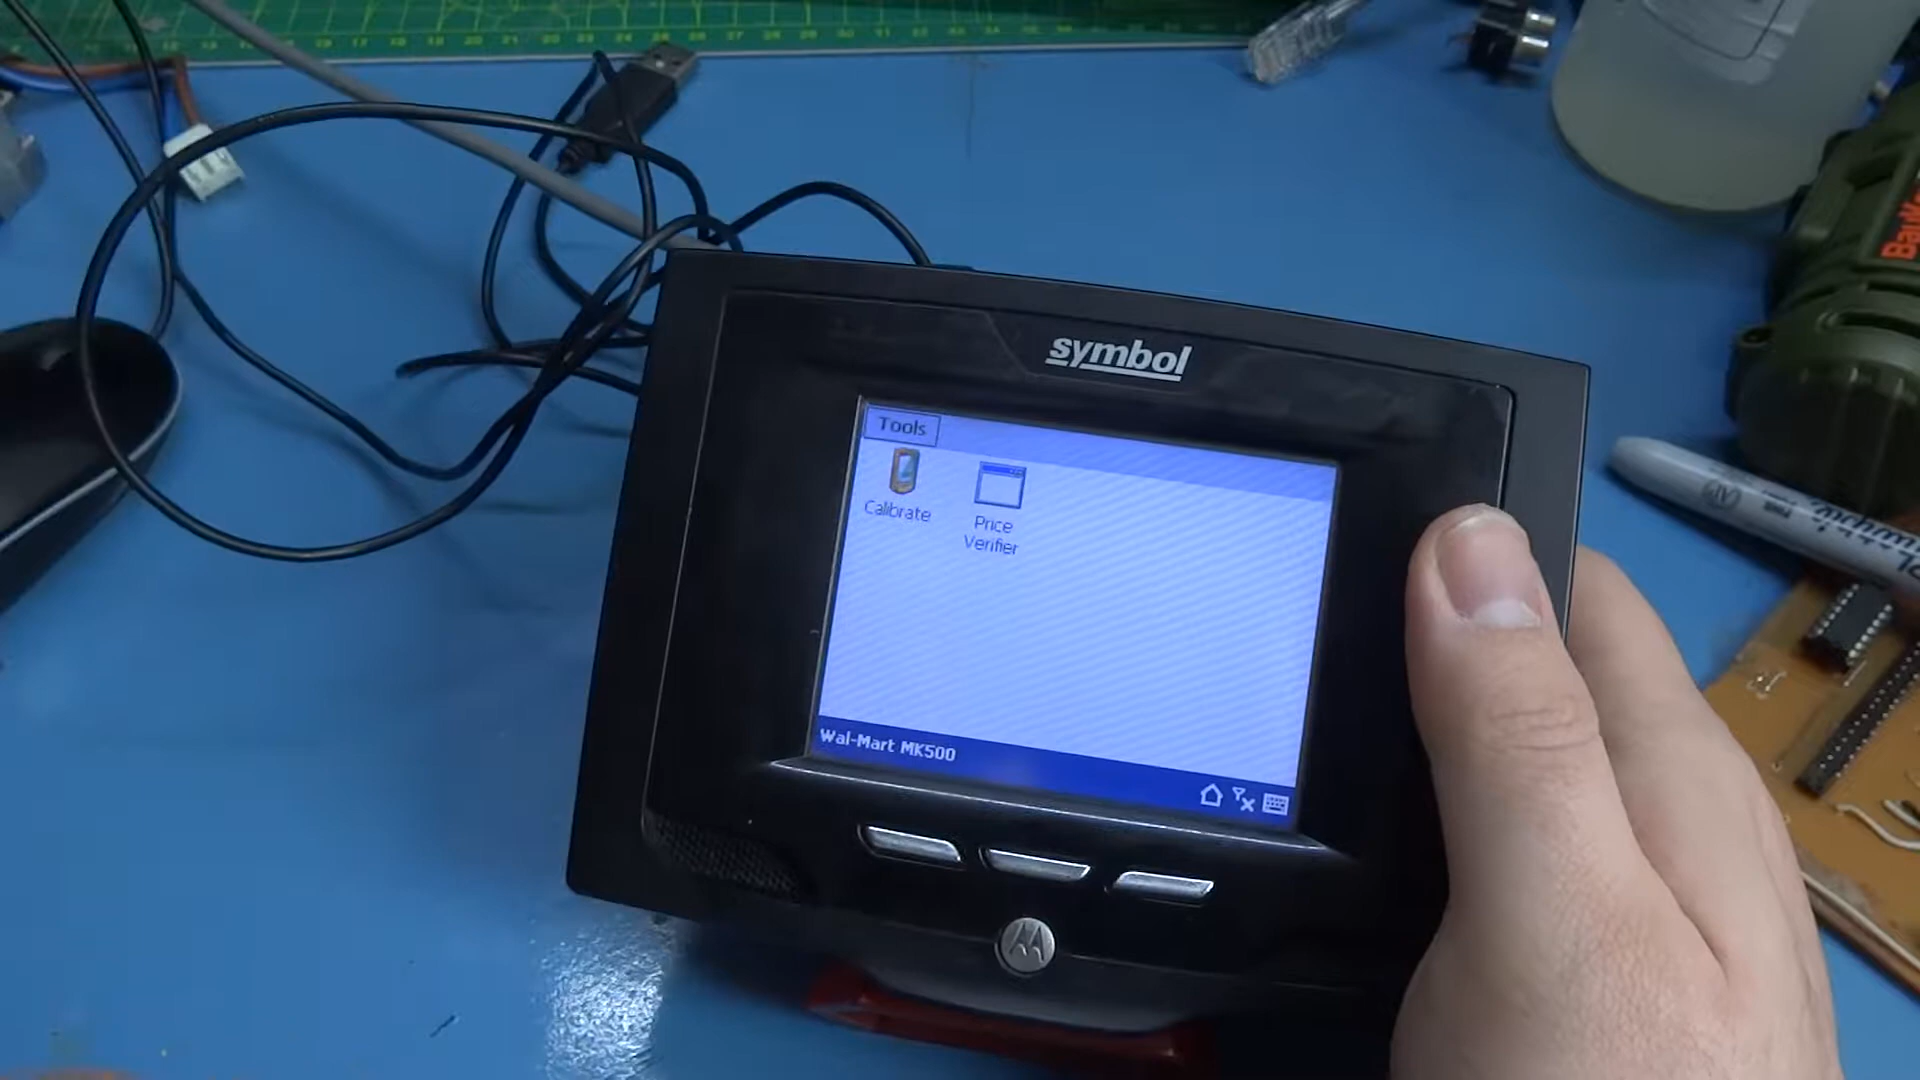 symbol
Tools
Calibrate
Price
Verifier
Wal-Mart MK500